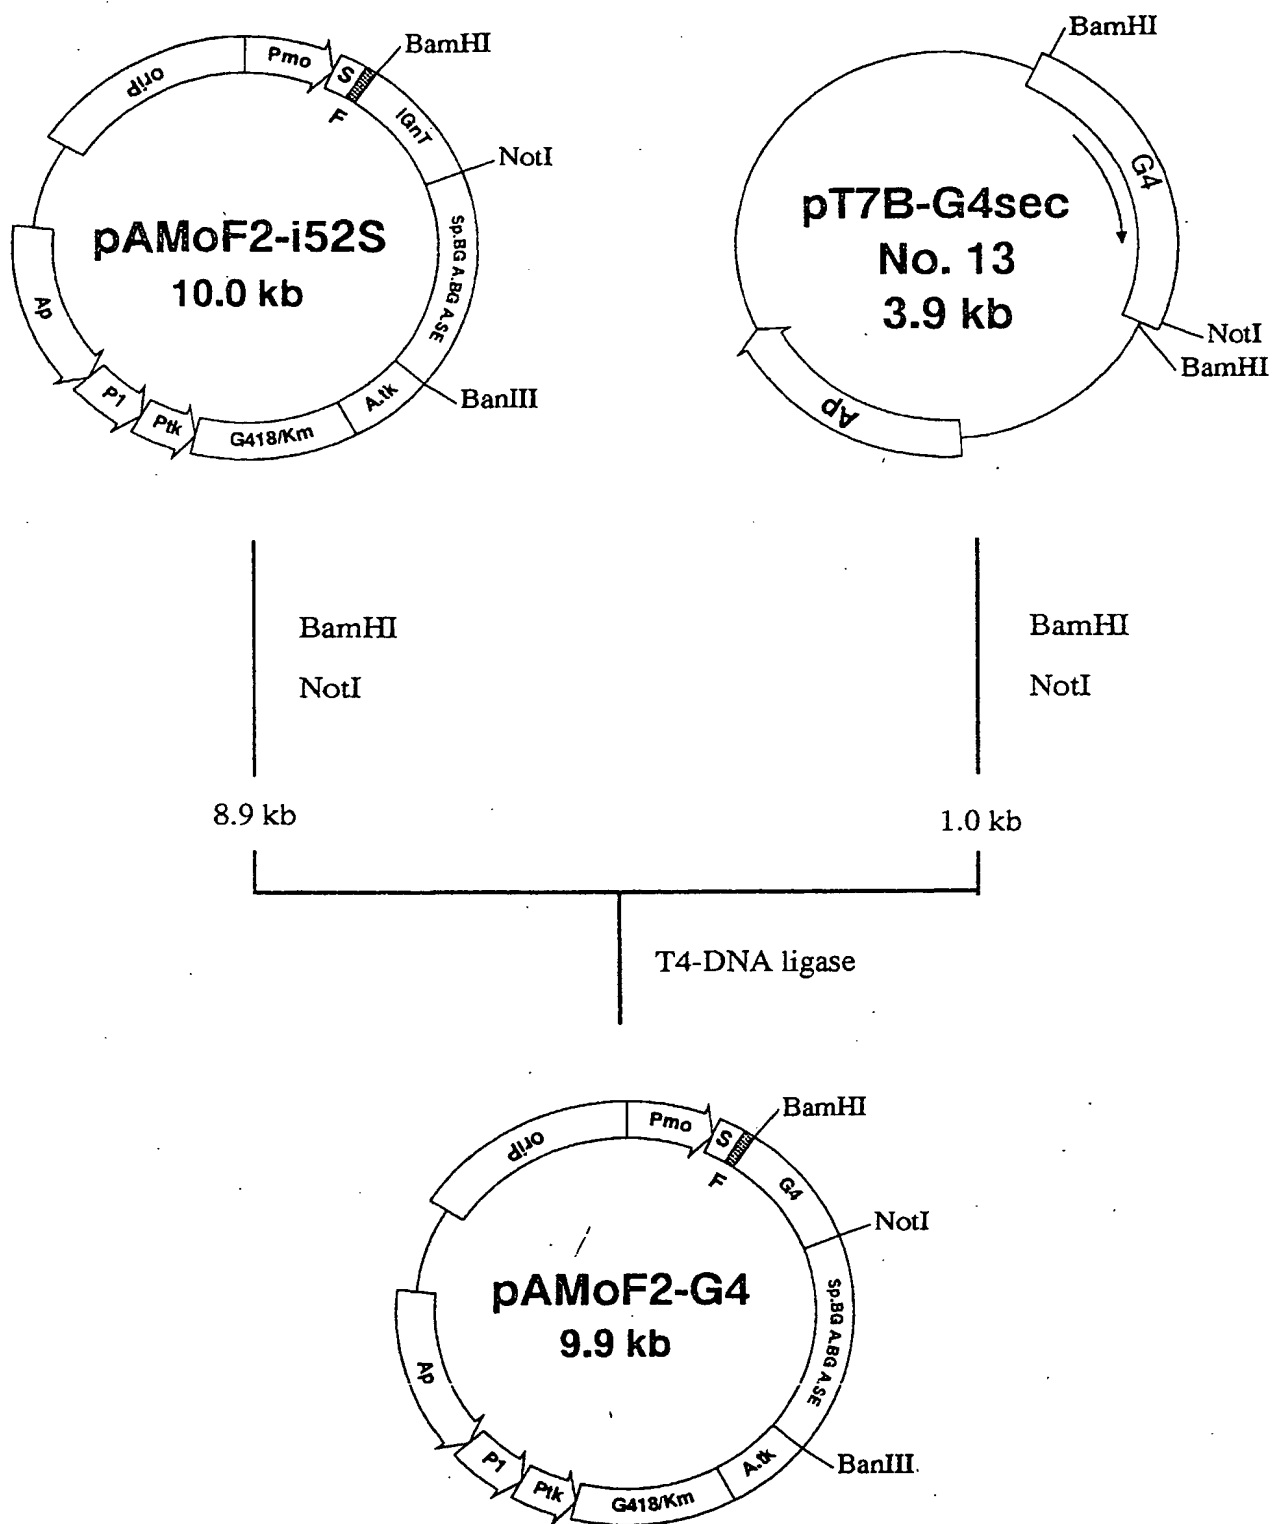 BamHI
Pmo
S
F
IGnT
NotI
Sp.BG A.BG A.SE
BanIII
A.tk
G418/Km
Ptk
P1
Ap
oriP
pAMoF2-i52S
10.0 kb
BamHI
G4
NotI
BamHI
Ap
pT7B-G4sec
No. 13
3.9 kb
BamHI
NotI
BamHI
NotI
8.9 kb
1.0 kb
T4-DNA ligase
BamHI
Pmo
S
F
G4
NotI
Sp.BG A.BG A.SE
BanIII
A.tk
G418/Km
Ptk
P1
Ap
oriP
pAMoF2-G4
9.9 kb